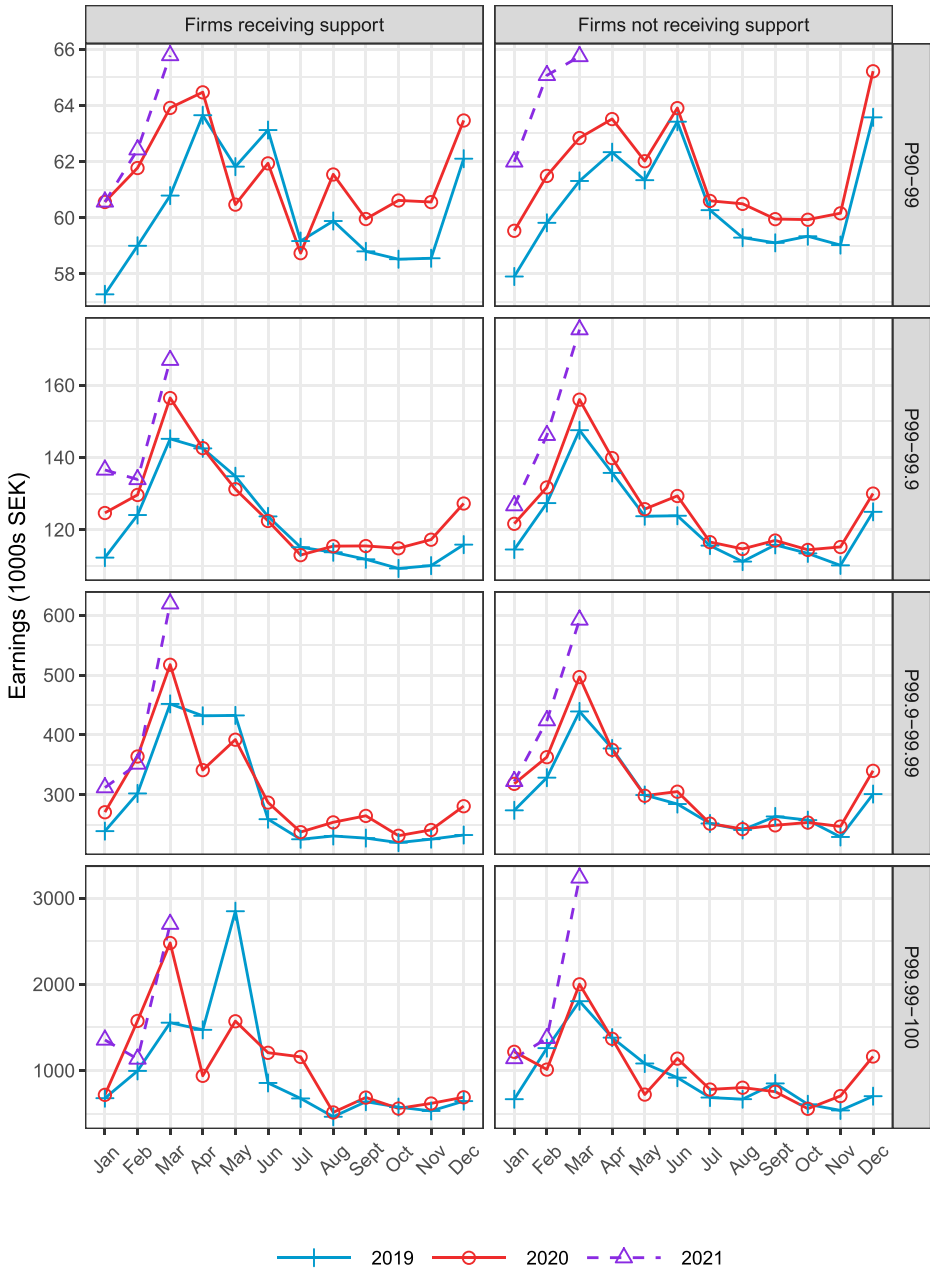 Firms receiving support
Firms not receiving support
Earnings (1000s SEK)
66
64
62
60
58
P90−99
160
140
120
P99−99.9
600
500
400
300
P99.9−99.99
3000
2000
1000
P99.99−100
Jan Feb Mar Apr May Jun Jul Aug Sept Oct Nov Dec
Jan Feb Mar Apr May Jun Jul Aug Sept Oct Nov Dec
2019 2020 2021